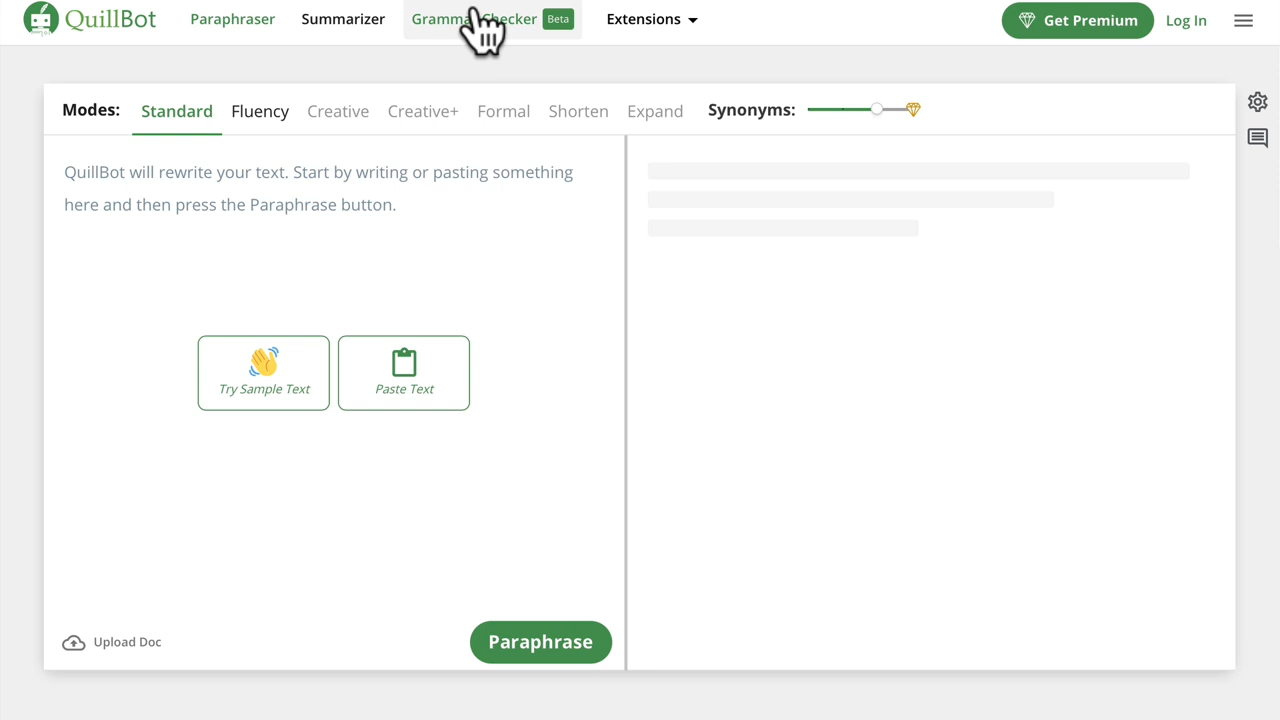 QuillBot
Paraphraser
Summarizer
Grammar Checker Beta
Extensions
Get Premium
Log In
Modes: Standard Fluency Creative Creative+ Formal Shorten Expand Synonyms:
QuillBot will rewrite your text. Start by writing or pasting something
here and then press the Paraphrase button.
Try Sample Text
Paste Text
Upload Doc
Paraphrase